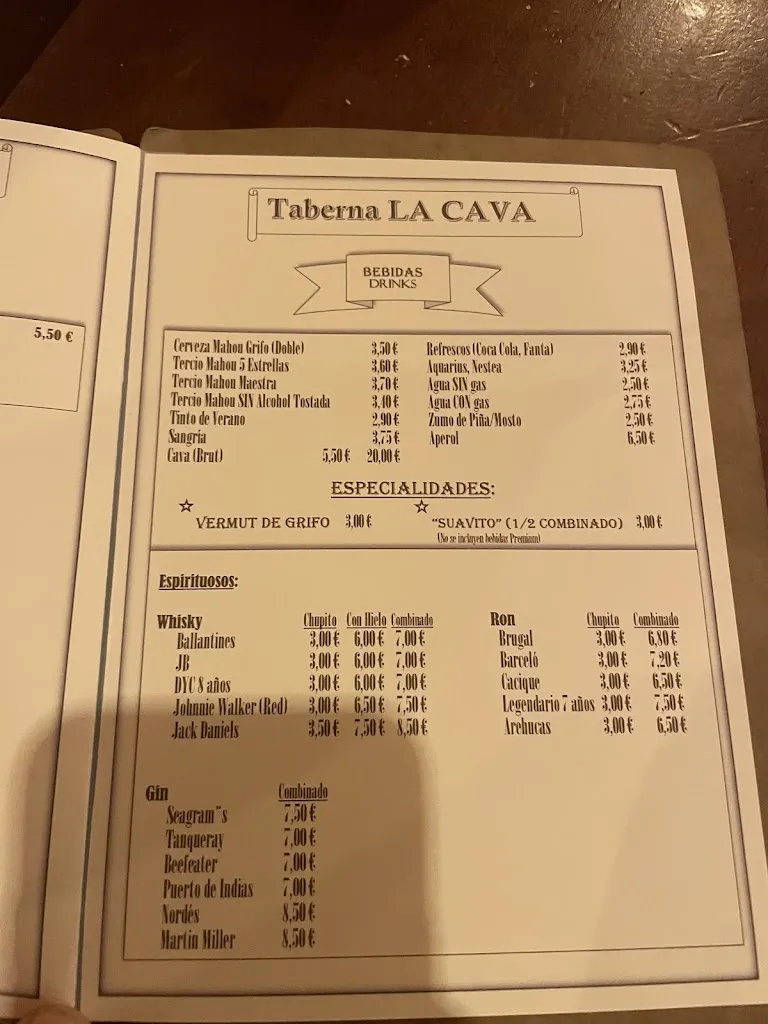 5,50 €
Taberna LA CAVA
BEBIDAS
DRINKS
Cerveza Mahou Grifo (Doble) 3,50 €
Tercio Mahou 5 Estrellas 3,60 €
Tercio Mahou Maestra 3,70 €
Tercio Mahou SIN Alcohol Tostada 3,40 €
Tinto de Verano 2,90 €
Sangría 3,75 €
Cava (Brut) 5,50 € 20,00 €
Refrescos (Coca Cola, Fanta) 2,90 €
Aquarius, Nestea 3,25 €
Agua SIN gas 2,50 €
Agua CON gas 2,75 €
Zumo de Piña/Mosto 2,50 €
Aperol 6,50 €
ESPECIALIDADES:
☆ VERMUT DE GRIFO 3,00 €
☆ "SUAVITO" (1/2 COMBINADO) 3,00 €
(No se incluyen bebidas Premium)
Espirituosos:
Whisky Chupito Con Hielo Combinado
Ballantines 3,00 € 6,00 € 7,00 €
JB 3,00 € 6,00 € 7,00 €
DYC 8 años 3,00 € 6,00 € 7,00 €
Johnnie Walker (Red) 3,00 € 6,50 € 7,50 €
Jack Daniels 3,50 € 7,50 € 8,50 €
Ron Chupito Combinado
Brugal 3,00 € 6,80 €
Barceló 3,00 € 7,20 €
Cacique 3,00 € 6,50 €
Legendario 7 años 3,00 € 7,50 €
Arehucas 3,00 € 6,50 €
Gin Combinado
Seagram¨s 7,50 €
Tanqueray 7,00 €
Beefeater 7,00 €
Puerto de Indias 7,00 €
Nordés 8,50 €
Martin Miller 8,50 €